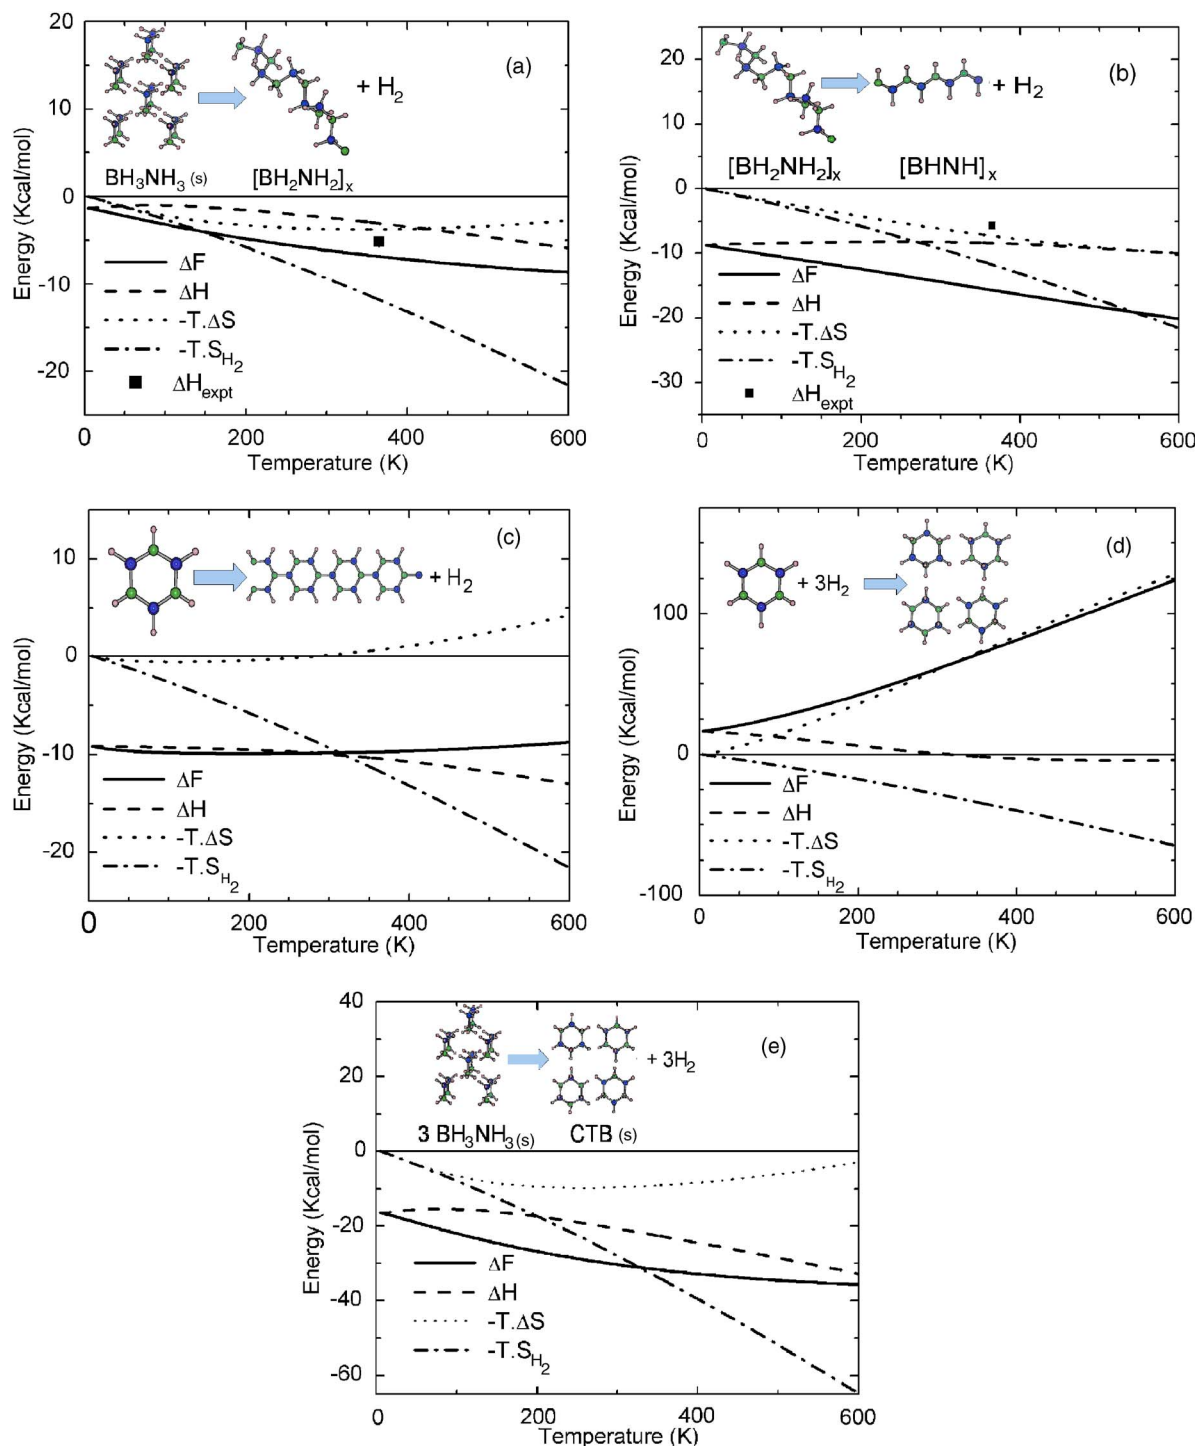 20
(a)
+ H2
10
BH3NH3 (s) [BH2NH2]x
0
ΔF
-10
ΔH
-T.ΔS
-T.SH2
-20
ΔHexpt
0 200 400 600
Temperature (K)
Energy (Kcal/mol)
20
(b)
+ H2
10
[BH2NH2]x [BHNH]x
0
-10
ΔF
ΔH
-20
-T.ΔS
-T.SH2
-30
ΔHexpt
0 200 400 600
Temperature (K)
Energy (Kcal/mol)
10
(c)
+ H2
0
-10
ΔF
ΔH
-T.ΔS
-20
-T.SH2
0 200 400 600
Temperature (K)
Energy (Kcal/mol)
(d)
+ 3H2
100
0
ΔF
ΔH
-T.ΔS
-T.SH2
-100
0 200 400 600
Temperature (K)
Energy (Kcal/mol)
40
(e)
+ 3H2
20
3 BH3NH3(s) CTB (s)
0
-20
ΔF
ΔH
-40
-T.ΔS
-T.SH2
-60
0 200 400 600
Temperature (K)
Energy (Kcal/mol)